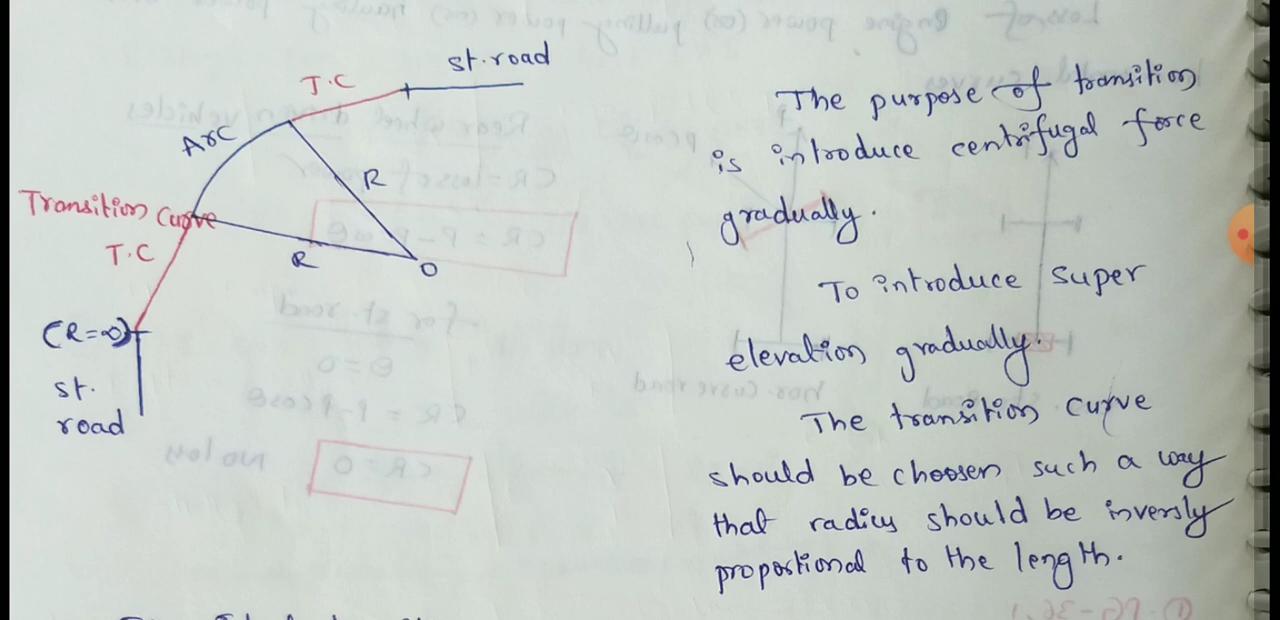 st. road
T.C
Arc
R
Transition Curve
T.C
R
O
(R=∞)
st.
road
The purpose of transition
is introduce centrifugal force
gradually.
To introduce super
elevation gradually.
The transition curve
should be choosen such a way
that radius should be inversly
proportional to the length.